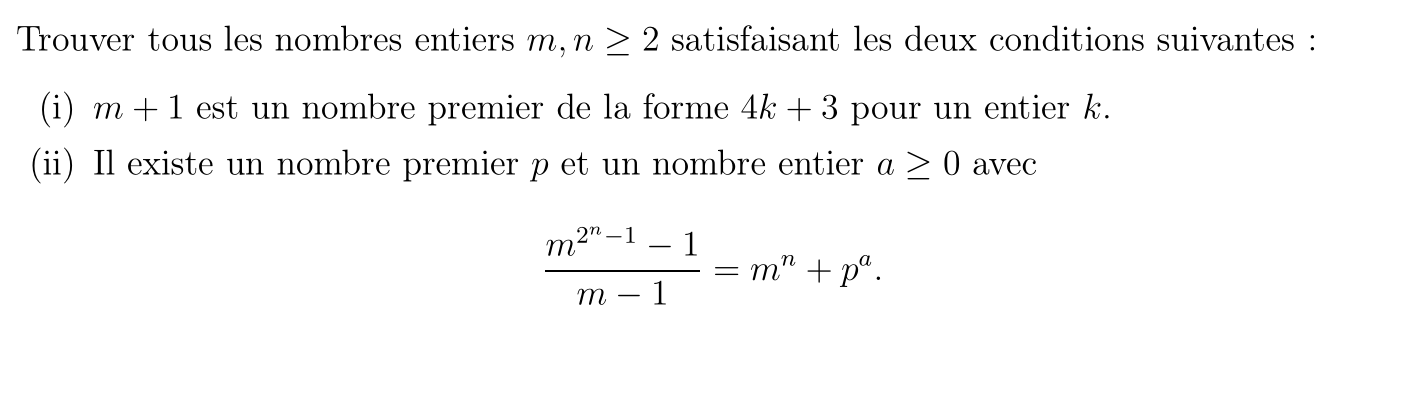 Trouver tous les nombres entiers $m, n \geq 2$ satisfaisant les deux conditions suivantes :
(i) $m + 1$ est un nombre premier de la forme $4k + 3$ pour un entier $k$.
(ii) Il existe un nombre premier $p$ et un nombre entier $a \geq 0$ avec
$$\frac{m^{2^n-1} - 1}{m - 1} = m^n + p^a.$$